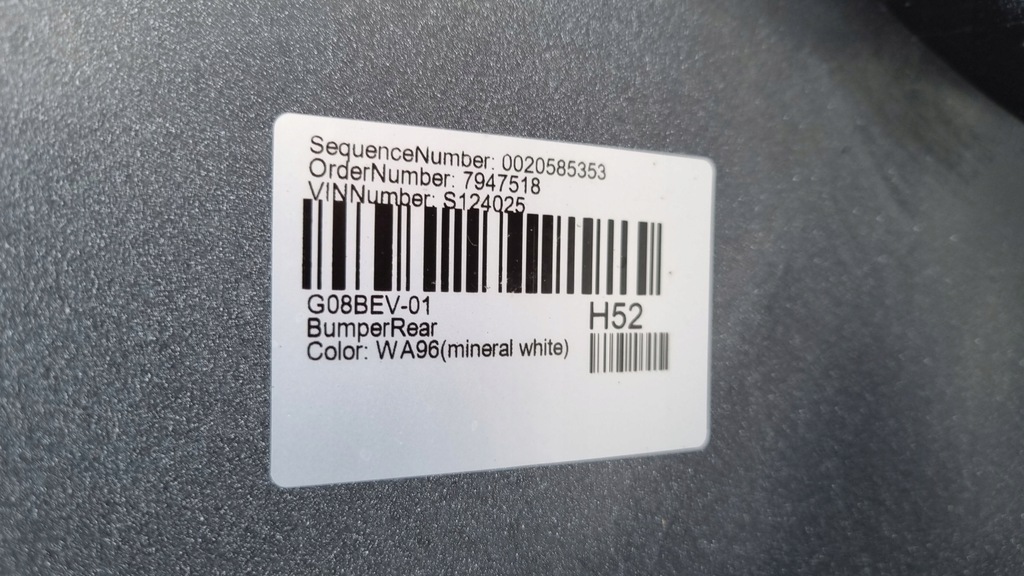 SequenceNumber: 0020585353
OrderNumber: 7947518
VINNumber: S124025
G08BEV-01
H52
BumperRear
Color: WA96(mineral white)